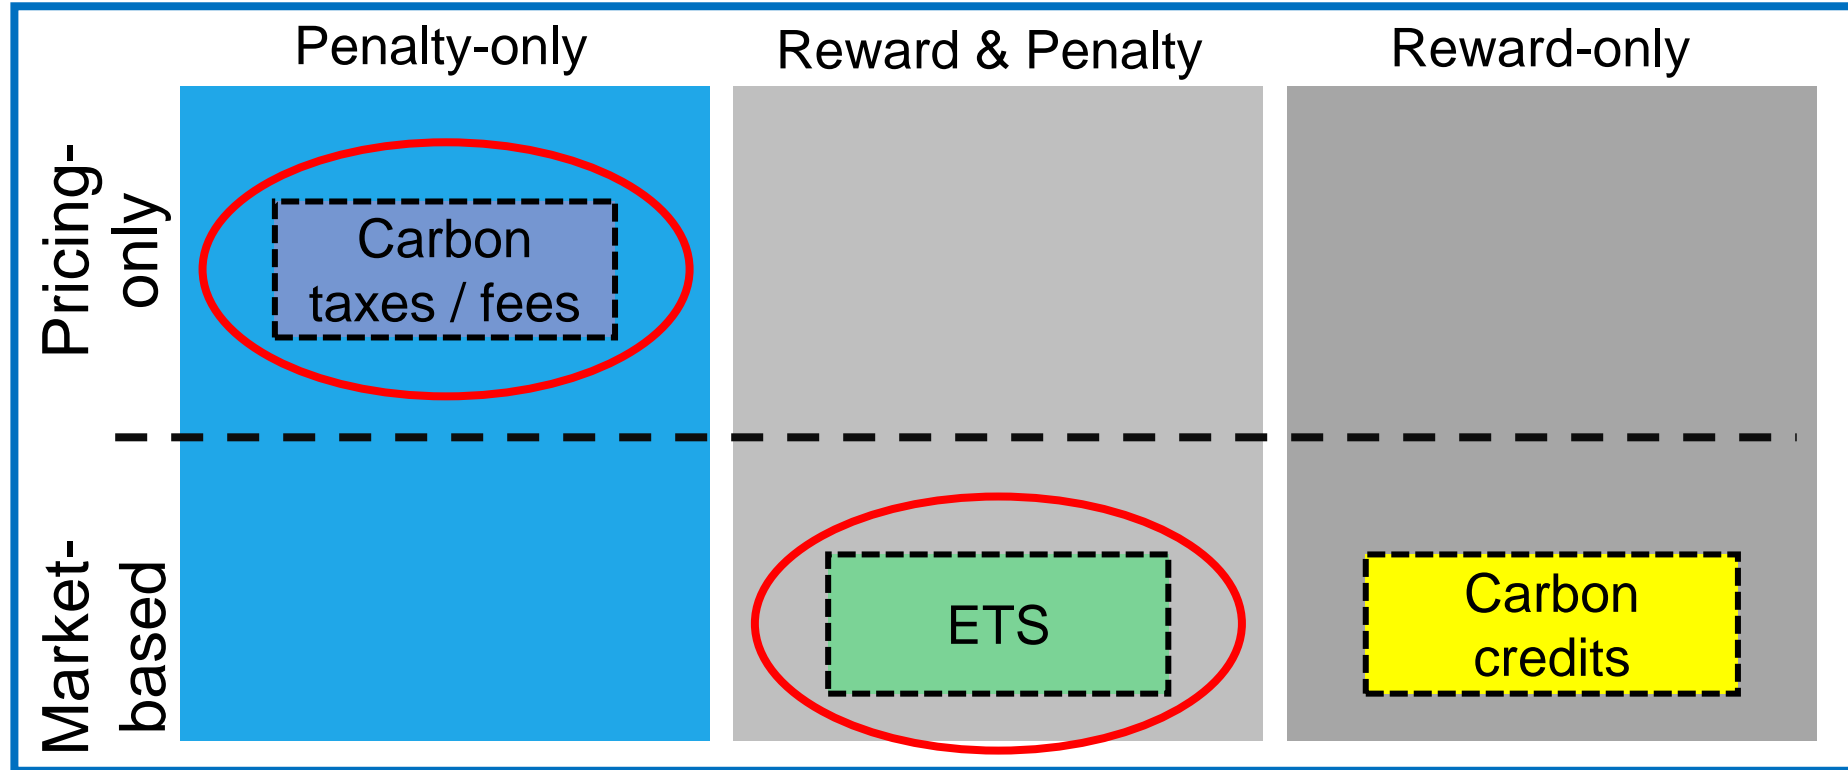 Penalty-only
Reward & Penalty
Reward-only
Pricing-
only
Carbon
taxes / fees
Market-
based
ETS
Carbon
credits